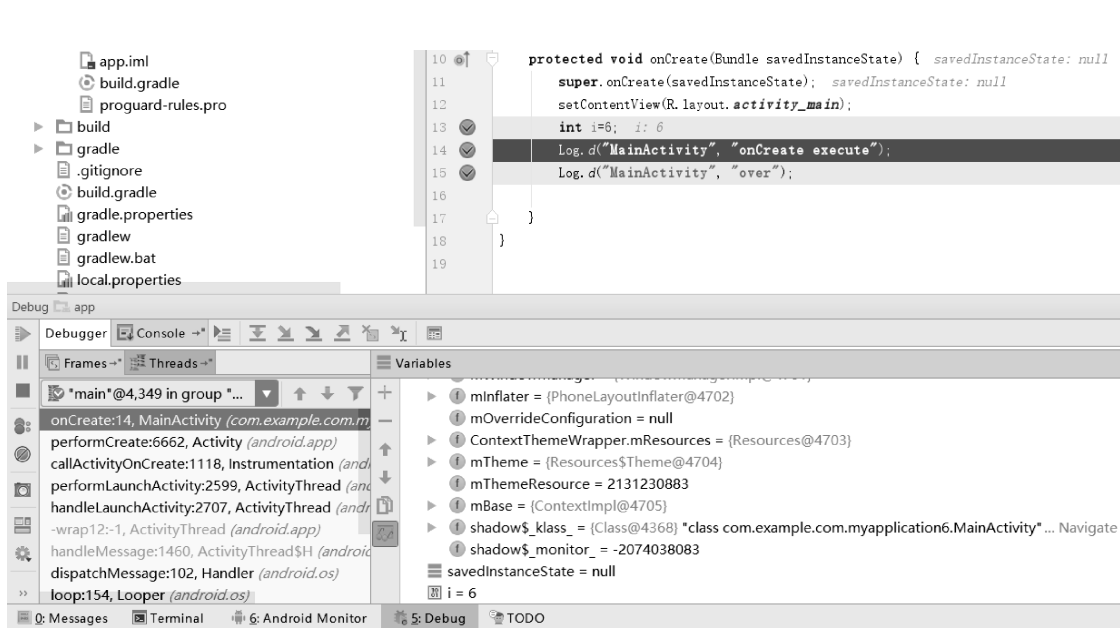 app.iml
build.gradle
proguard-rules.pro
build
gradle
.gitignore
build.gradle
gradle.properties
gradlew
gradlew.bat
local.properties
10 protected void onCreate(Bundle savedInstanceState) { savedInstanceState: null
11 super.onCreate(savedInstanceState); savedInstanceState: null
12 setContentView(R.layout.activity_main);
13 int i=6; i: 6
14 Log.d("MainActivity", "onCreate execute");
15 Log.d("MainActivity", "over");
16
17 }
18 }
19
Debug app
Debugger Console
Frames Threads
"main"@4,349 in group "...
onCreate:14, MainActivity (com.example.com.my
performCreate:6662, Activity (android.app)
callActivityOnCreate:1118, Instrumentation (and
performLaunchActivity:2599, ActivityThread (and
handleLaunchActivity:2707, ActivityThread (andr
-wrap12:-1, ActivityThread (android.app)
handleMessage:1460, ActivityThread$H (android
dispatchMessage:102, Handler (android.os)
loop:154, Looper (android.os)
Variables
mInflater = {PhoneLayoutInflater@4702}
mOverrideConfiguration = null
ContextThemeWrapper.mResources = {Resources@4703}
mTheme = {Resources$Theme@4704}
mThemeResource = 2131230883
mBase = {ContextImpl@4705}
shadow$_klass_ = {Class@4368} "class com.example.com.myapplication6.MainActivity"... Navigate
shadow$_monitor_ = -2074038083
savedInstanceState = null
i = 6
0: Messages Terminal 6: Android Monitor 5: Debug TODO